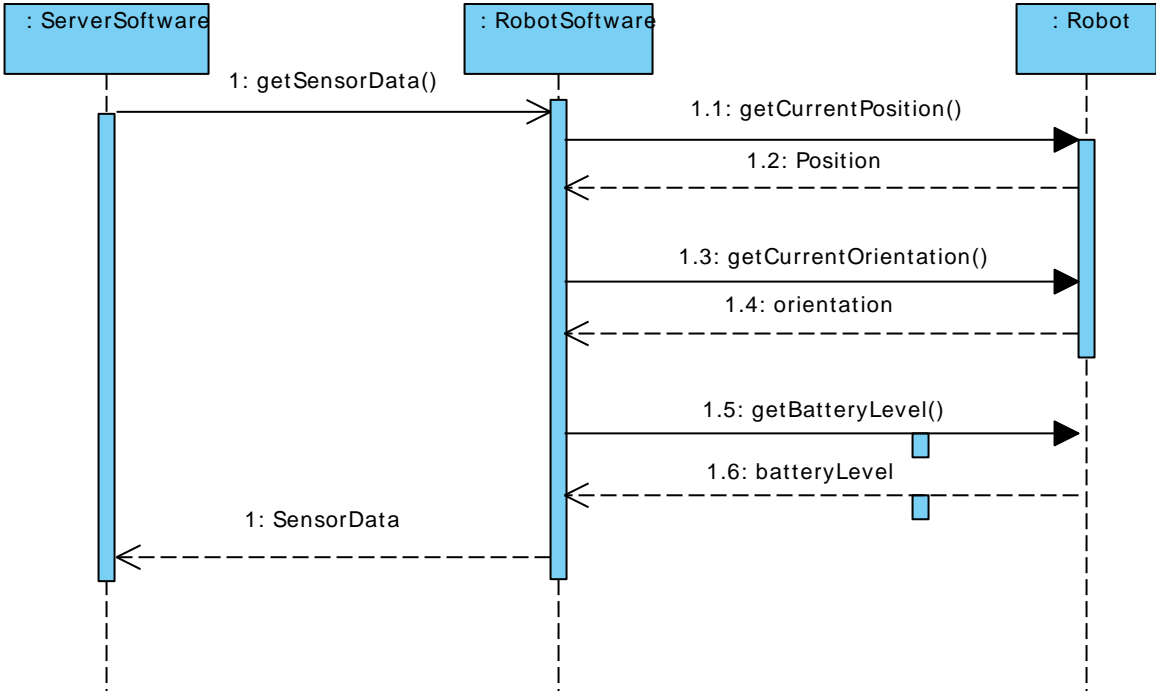 : ServerSoftware
: RobotSoftware
: Robot
1: getSensorData()
1.1: getCurrentPosition()
1.2: Position
1.3: getCurrentOrientation()
1.4: orientation
1.5: getBatteryLevel()
1.6: batteryLevel
1: SensorData